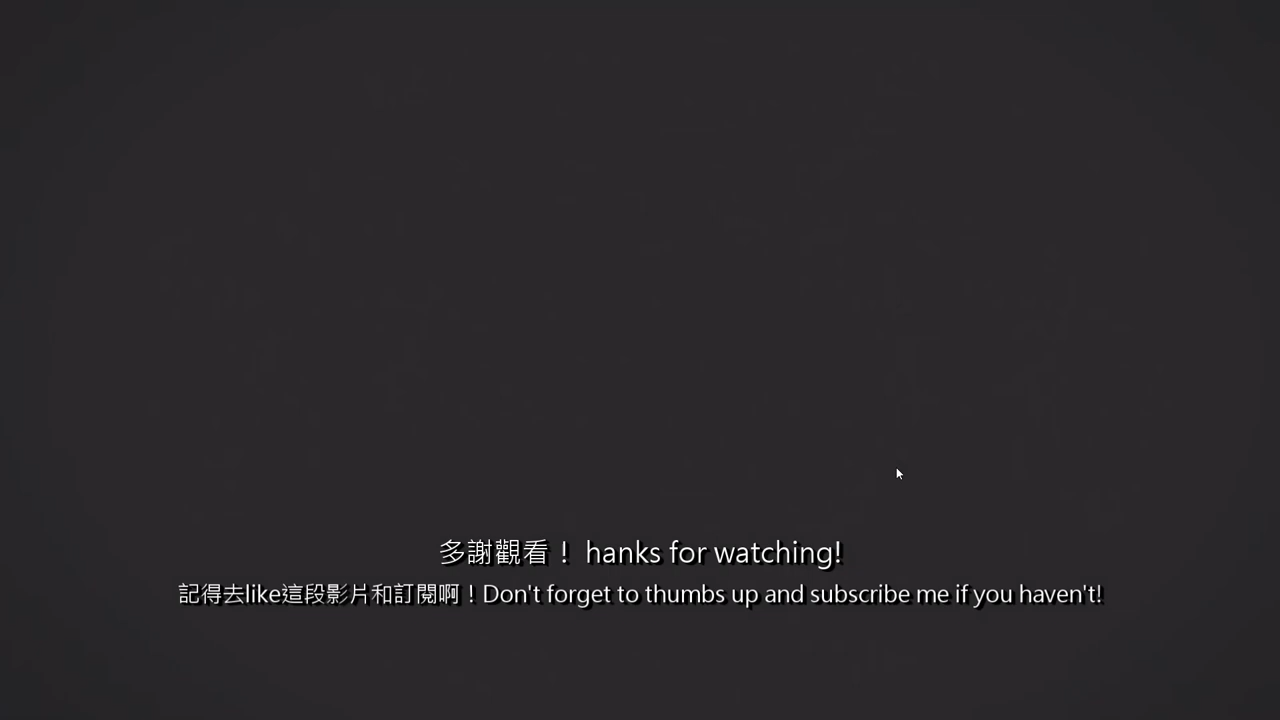 多謝觀看！ hanks for watching!
記得去like這段影片和訂閱啊！Don't forget to thumbs up and subscribe me if you haven't!